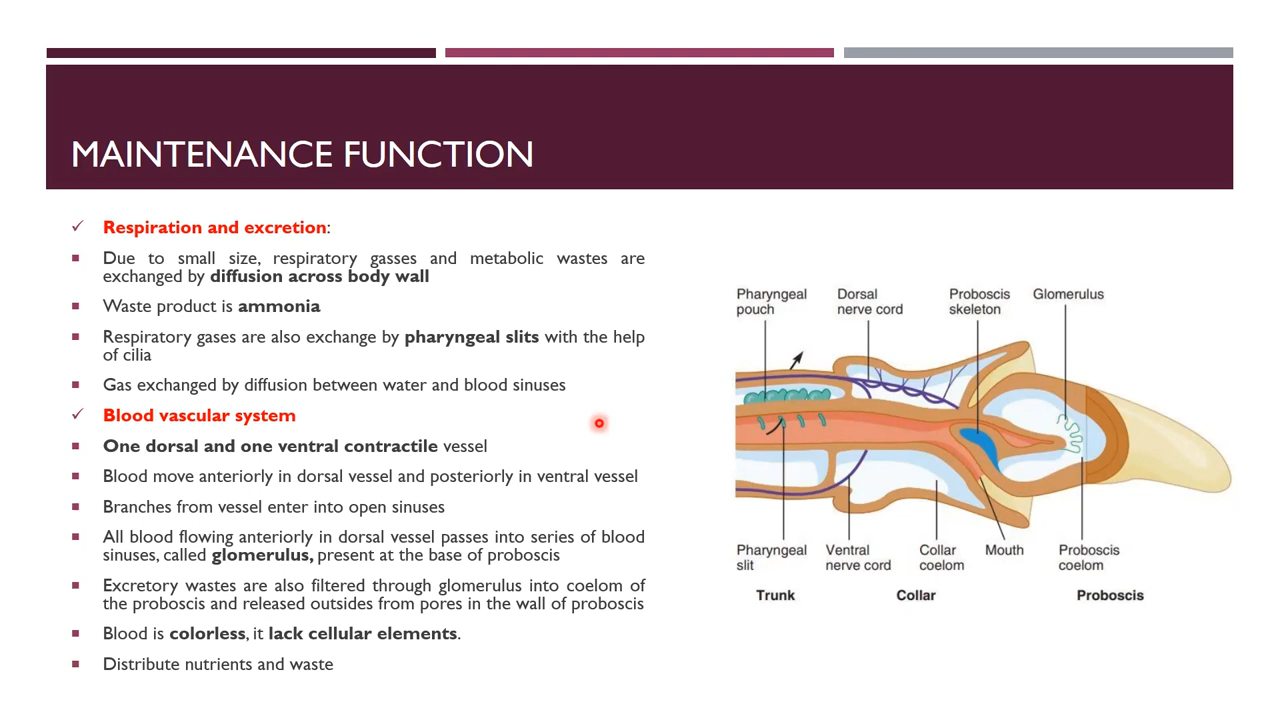 MAINTENANCE FUNCTION
✓ Respiration and excretion:
▪ Due to small size, respiratory gasses and metabolic wastes are
exchanged by diffusion across body wall
▪ Waste product is ammonia
▪ Respiratory gases are also exchange by pharyngeal slits with the help
of cilia
▪ Gas exchanged by diffusion between water and blood sinuses
✓ Blood vascular system
▪ One dorsal and one ventral contractile vessel
▪ Blood move anteriorly in dorsal vessel and posteriorly in ventral vessel
▪ Branches from vessel enter into open sinuses
▪ All blood flowing anteriorly in dorsal vessel passes into series of blood
sinuses, called glomerulus, present at the base of proboscis
▪ Excretory wastes are also filtered through glomerulus into coelom of
the proboscis and released outsides from pores in the wall of proboscis
▪ Blood is colorless, it lack cellular elements.
▪ Distribute nutrients and waste
Pharyngeal
pouch
Dorsal
nerve cord
Proboscis
skeleton
Glomerulus
Pharyngeal
slit
Ventral
nerve cord
Collar
coelom
Mouth
Proboscis
coelom
Trunk
Collar
Proboscis